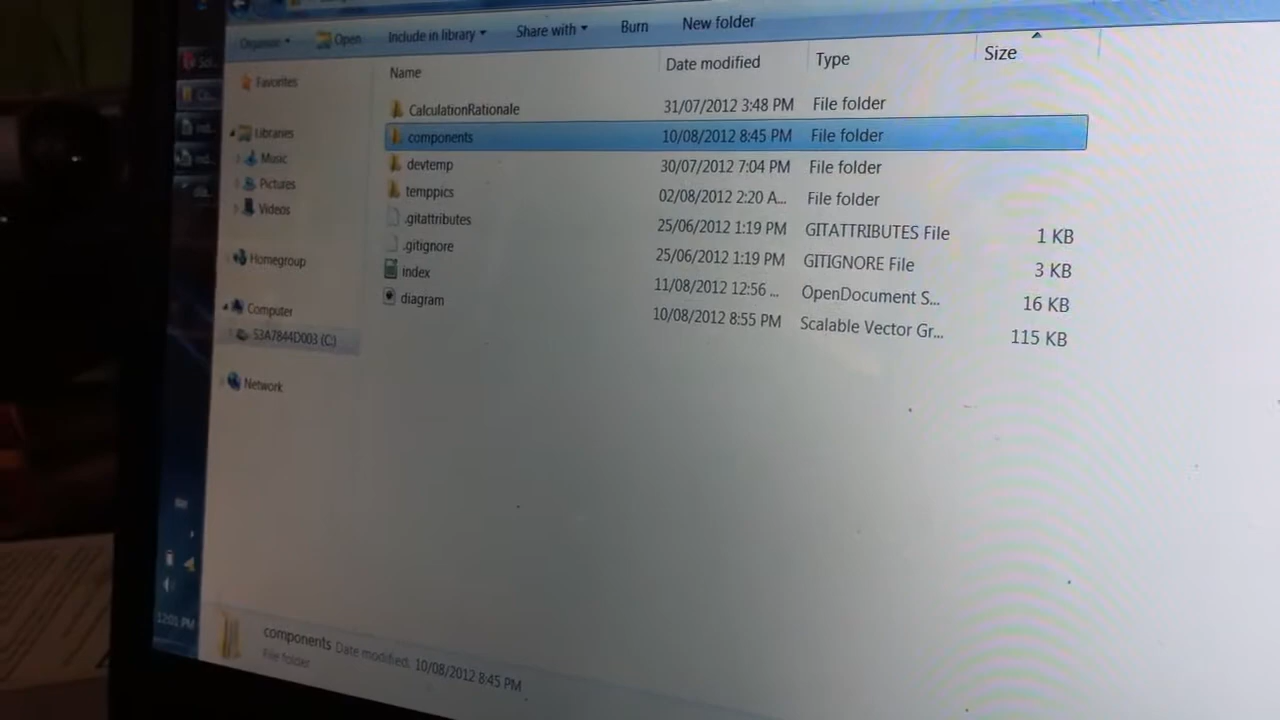 Organize Open Include in library Share with Burn New folder
Name Date modified Type Size
Favorites
Libraries
Music
Pictures
Videos
Homegroup
Computer
S3A7844D003 (C:)
Network
CalculationRationale 31/07/2012 3:48 PM File folder
components 10/08/2012 8:45 PM File folder
devtemp 30/07/2012 7:04 PM File folder
temppics 02/08/2012 2:20 A... File folder
.gitattributes 25/06/2012 1:19 PM GITATTRIBUTES File 1 KB
.gitignore 25/06/2012 1:19 PM GITIGNORE File 3 KB
index 11/08/2012 12:56 ... OpenDocument S... 16 KB
diagram 10/08/2012 8:55 PM Scalable Vector Gr... 115 KB
12:01 PM
components Date modified: 10/08/2012 8:45 PM
File folder